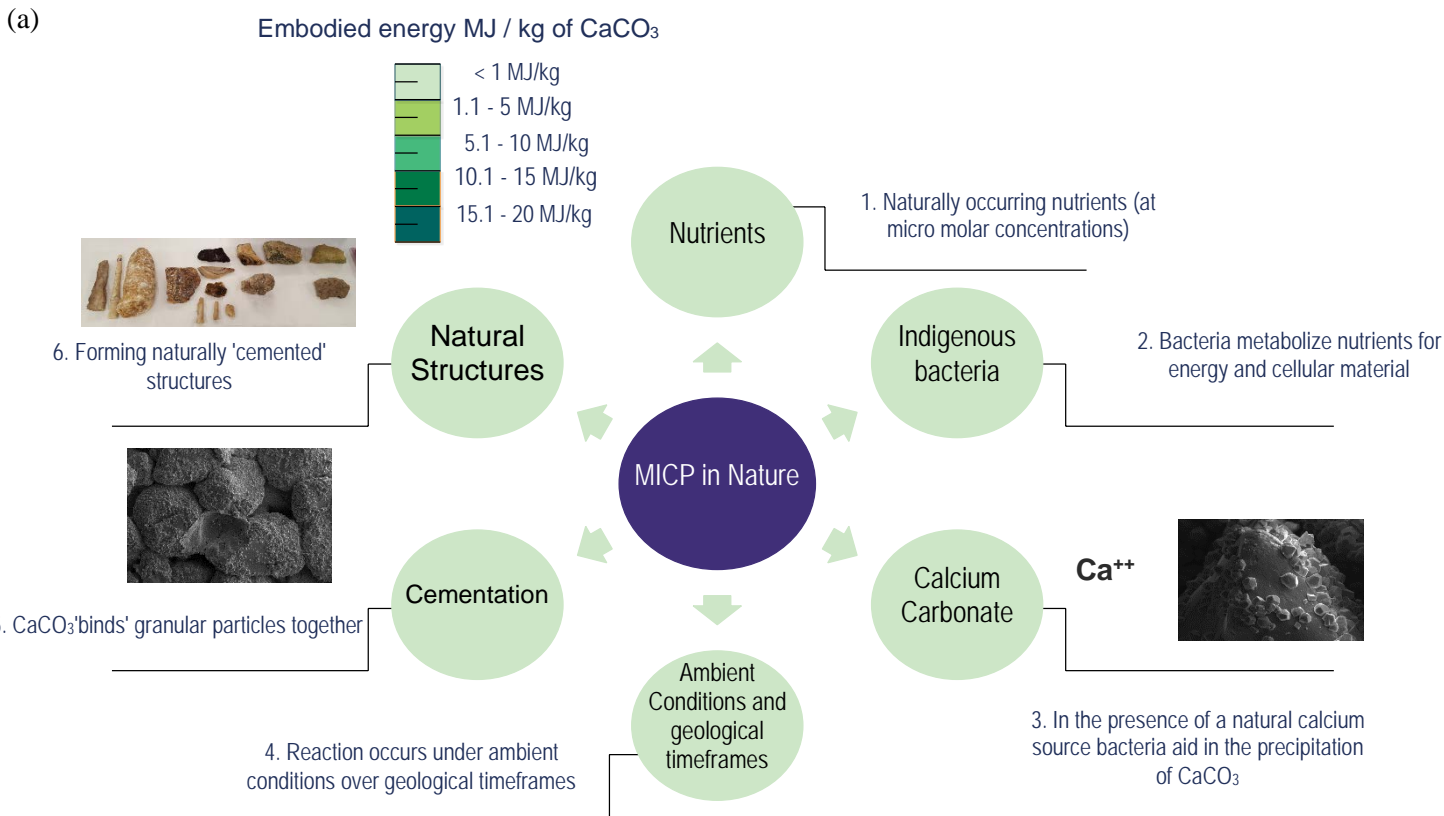 (a)
Embodied energy MJ / kg of CaCO₃
< 1 MJ/kg
1.1 - 5 MJ/kg
5.1 - 10 MJ/kg
10.1 - 15 MJ/kg
15.1 - 20 MJ/kg
Nutrients
1. Naturally occurring nutrients (at
micro molar concentrations)
Indigenous
bacteria
2. Bacteria metabolize nutrients for
energy and cellular material
Calcium
Carbonate
Ca⁺⁺
3. In the presence of a natural calcium
source bacteria aid in the precipitation
of CaCO₃
Ambient
Conditions and
geological
timeframes
4. Reaction occurs under ambient
conditions over geological timeframes
Cementation
. CaCO₃'binds' granular particles together
Natural
Structures
6. Forming naturally 'cemented'
structures
MICP in Nature